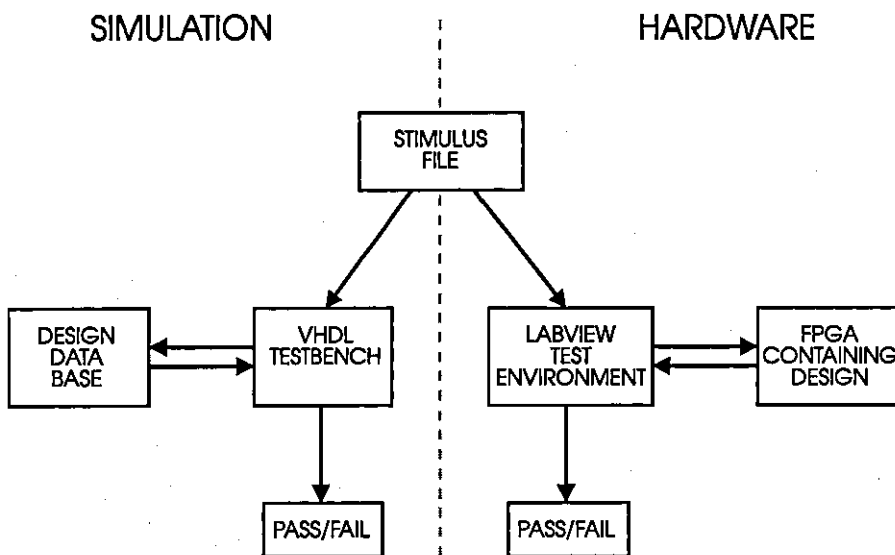 SIMULATION
HARDWARE
STIMULUS
FILE
DESIGN
DATA
BASE
VHDL
TESTBENCH
LABVIEW
TEST
ENVIRONMENT
FPGA
CONTAINING
DESIGN
PASS/FAIL
PASS/FAIL